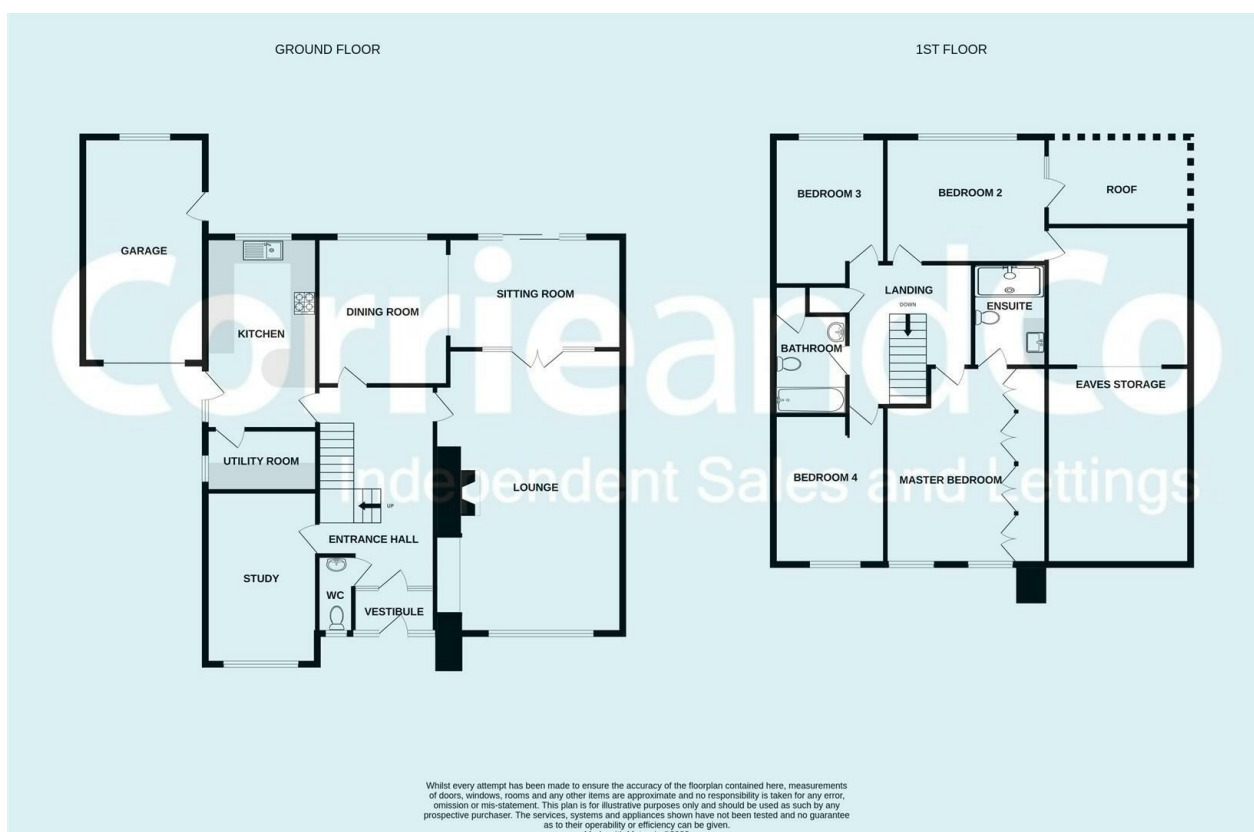 GROUND FLOOR
1ST FLOOR
GARAGE
KITCHEN
DINING ROOM
SITTING ROOM
UTILITY ROOM
LOUNGE
UP
ENTRANCE HALL
STUDY
WC
VESTIBULE
BEDROOM 3
BEDROOM 2
ROOF
LANDING
DOWN
ENSUITE
BATHROOM
EAVES STORAGE
BEDROOM 4
MASTER BEDROOM
CorrieandCo
Independent Sales and Lettings
Whilst every attempt has been made to ensure the accuracy of the floorplan contained here, measurements
of doors, windows, rooms and any other items are approximate and no responsibility is taken for any error,
omission or mis-statement. This plan is for illustrative purposes only and should be used as such by any
prospective purchaser. The services, systems and appliances shown have not been tested and no guarantee
as to their operability or efficiency can be given.